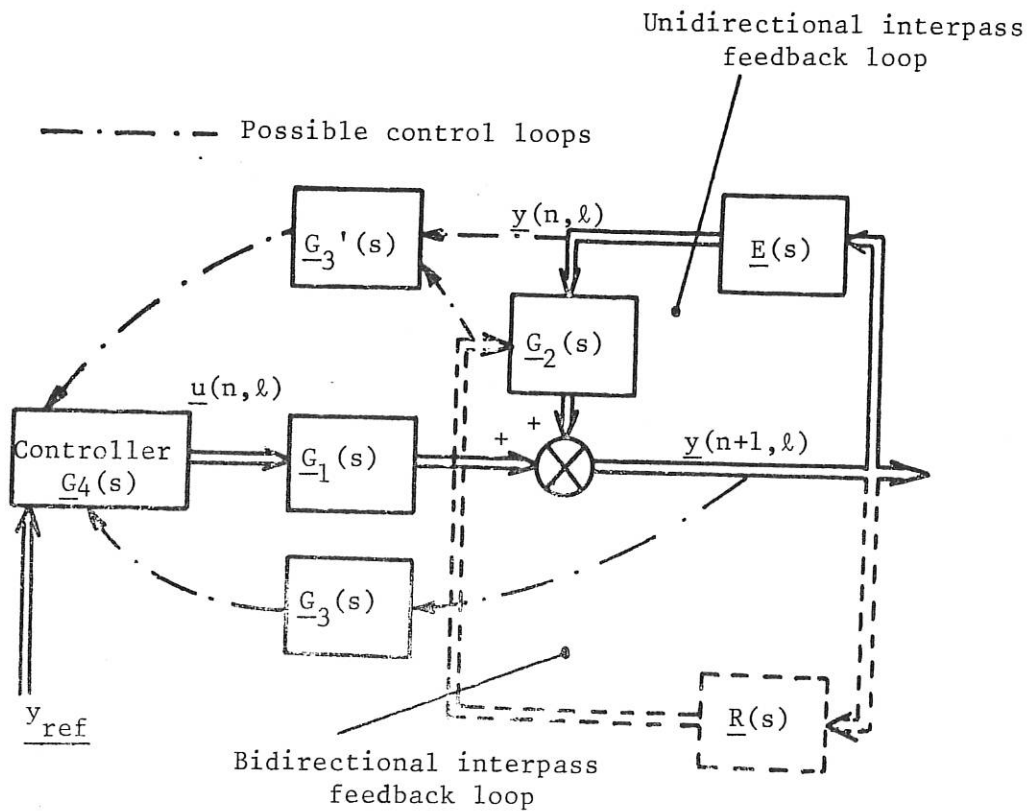 Unidirectional interpass
feedback loop
Possible control loops
G3'(s)
y(n,ℓ)
E(s)
G2(s)
u(n,ℓ)
+
+
y(n+1,ℓ)
Controller
G4(s)
G1(s)
G3(s)
yref
R(s)
Bidirectional interpass
feedback loop